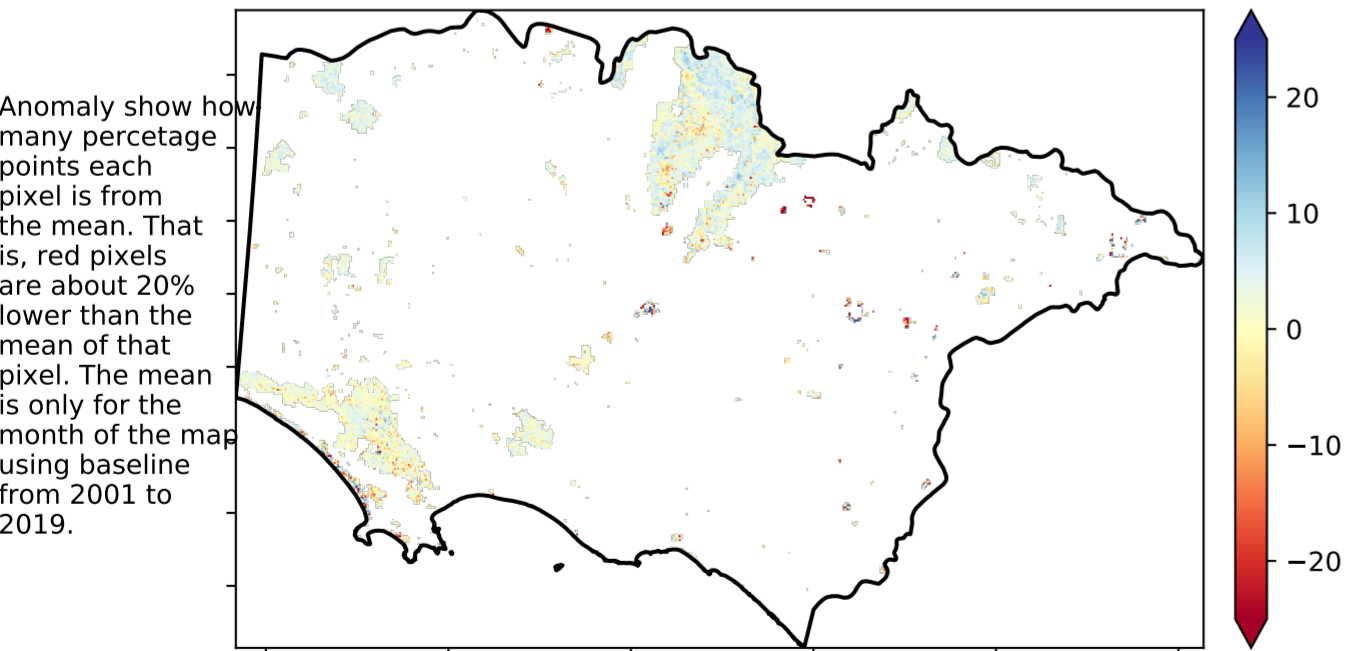 Anomaly show how
many percetage
points each
pixel is from
the mean. That
is, red pixels
are about 20%
lower than the
mean of that
pixel. The mean
is only for the
month of the map
using baseline
from 2001 to
2019.
20
10
0
−10
−20